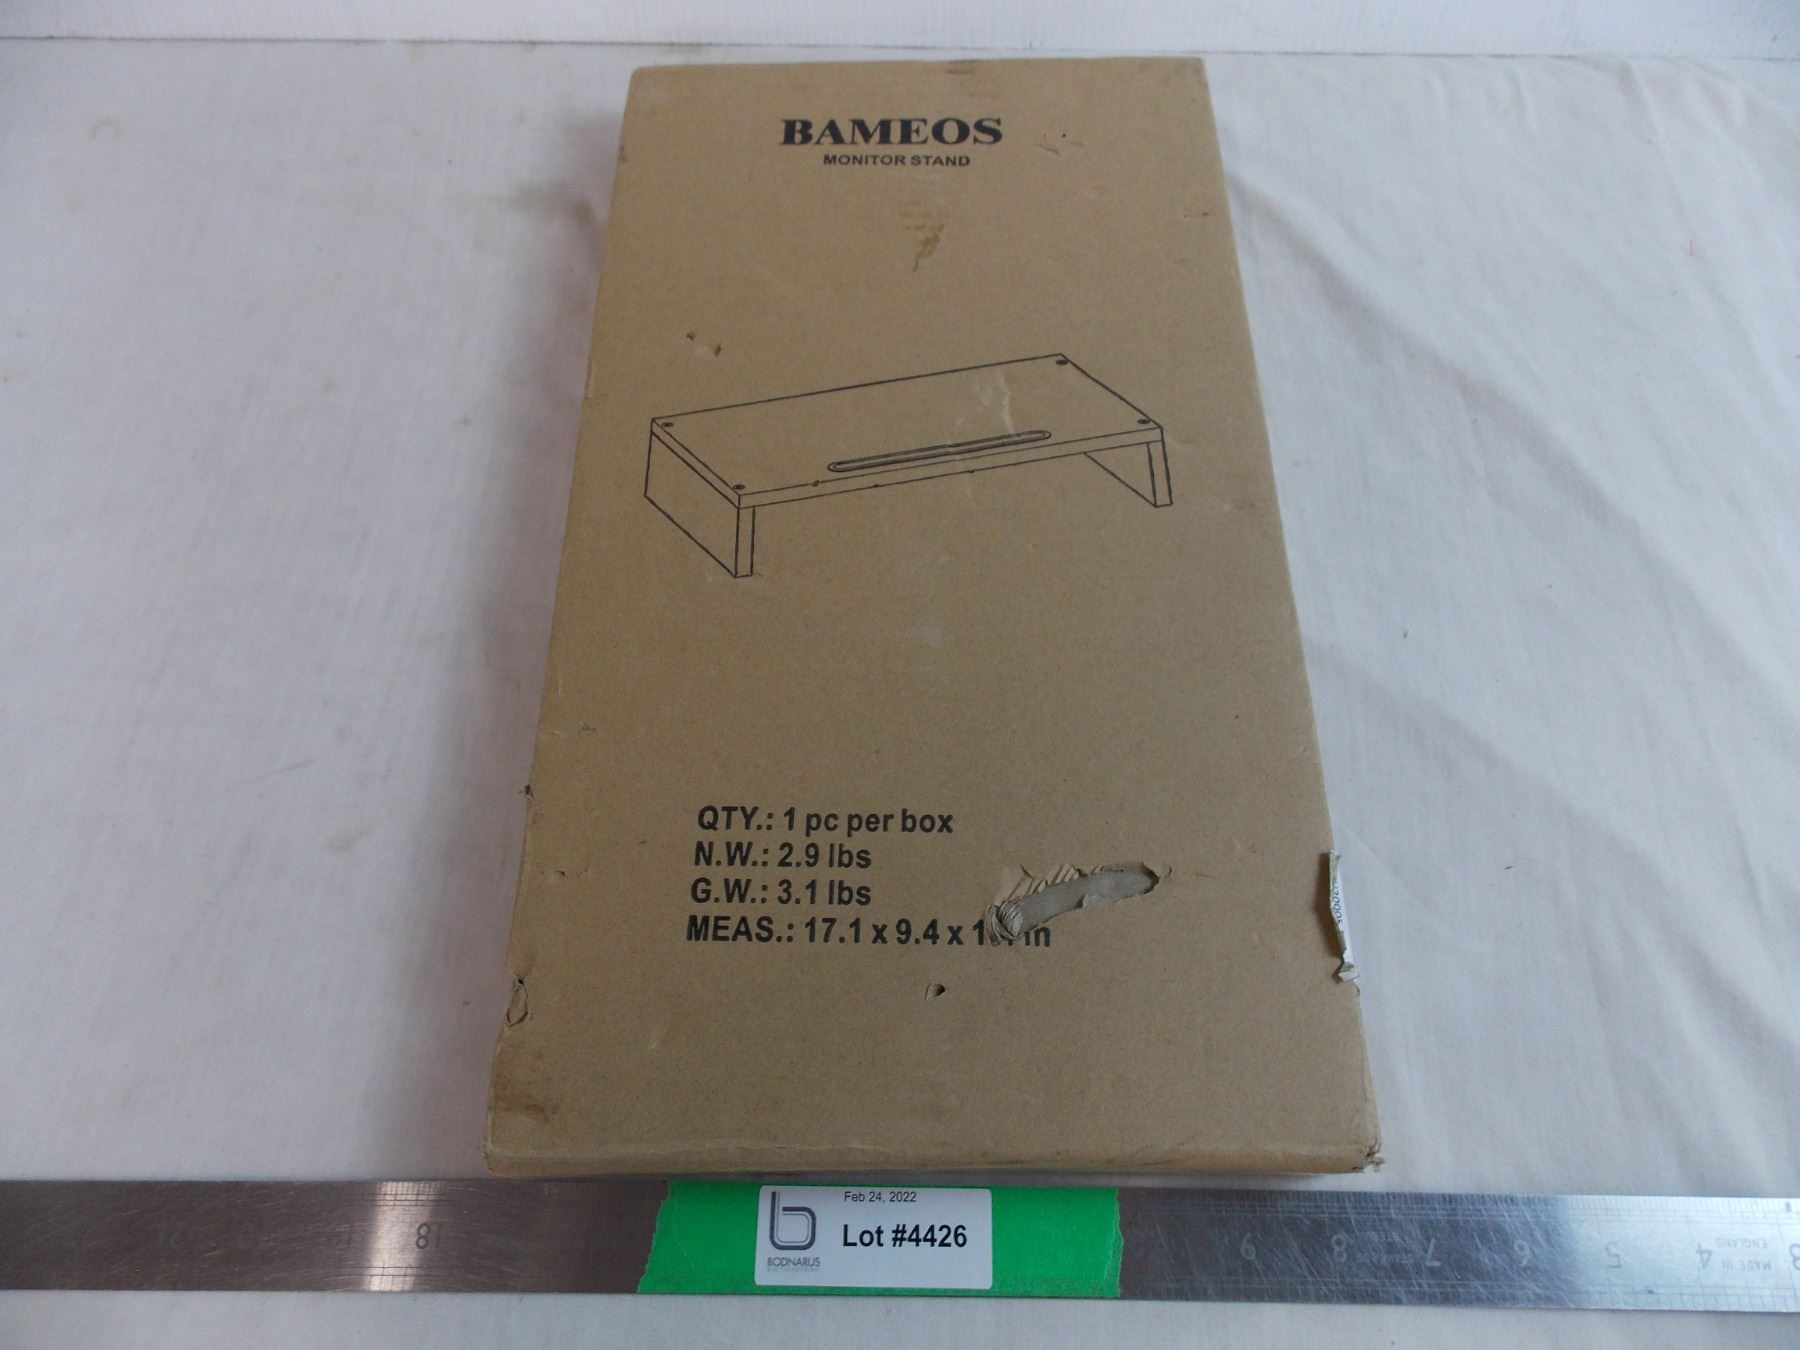 BAMEOS
MONITOR STAND
QTY.: 1 pc per box
N.W.: 2.9 lbs
G.W.: 3.1 lbs
MEAS.: 17.1 x 9.4 x in
Feb 24, 2022
Lot #4426
BODNARUS
18
9 8 7 6 5 4
MADE IN
ENGLAND